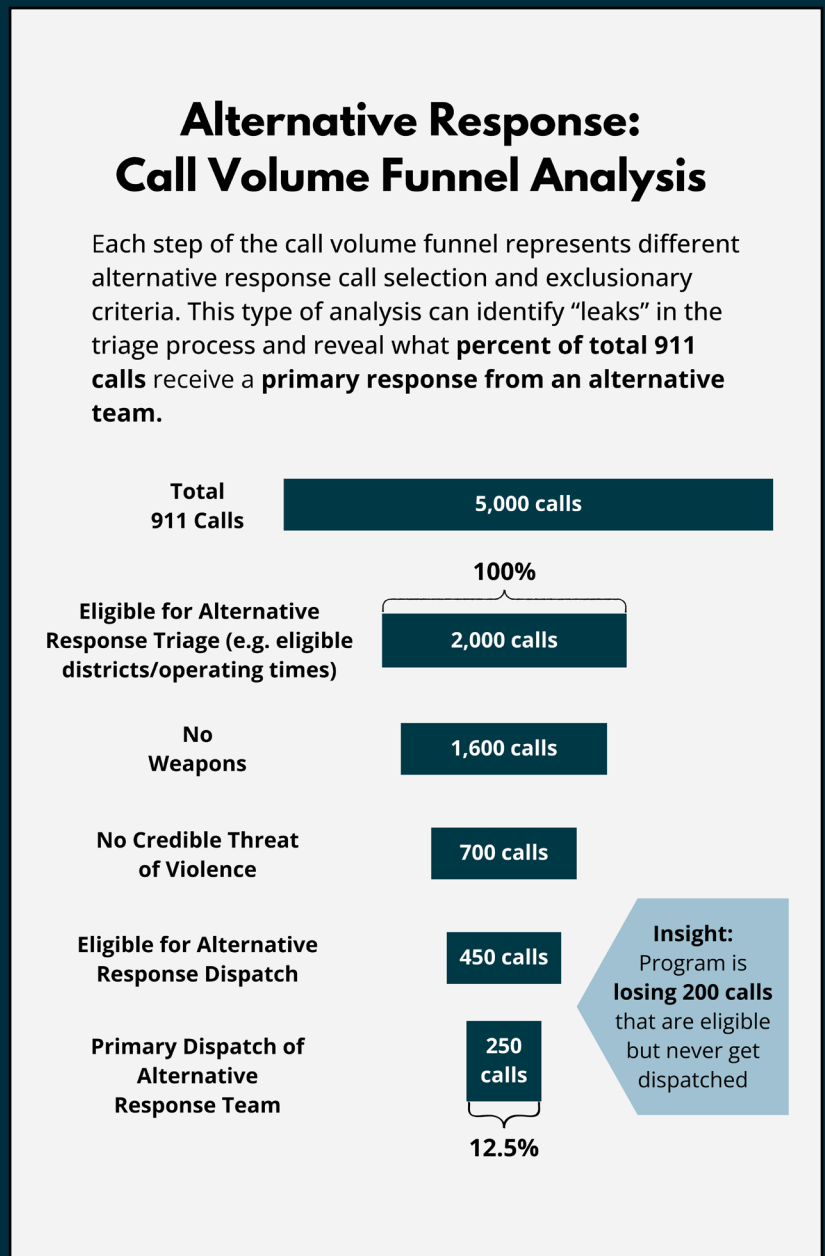 Alternative Response:
Call Volume Funnel Analysis
Each step of the call volume funnel represents different
alternative response call selection and exclusionary
criteria. This type of analysis can identify “leaks” in the
triage process and reveal what percent of total 911
calls receive a primary response from an alternative
team.
Total
911 Calls
5,000 calls
100%
Eligible for Alternative
Response Triage (e.g. eligible
districts/operating times)
2,000 calls
No
Weapons
1,600 calls
No Credible Threat
of Violence
700 calls
Eligible for Alternative
Response Dispatch
450 calls
Insight:
Program is
losing 200 calls
that are eligible
but never get
dispatched
Primary Dispatch of
Alternative
Response Team
250
calls
12.5%